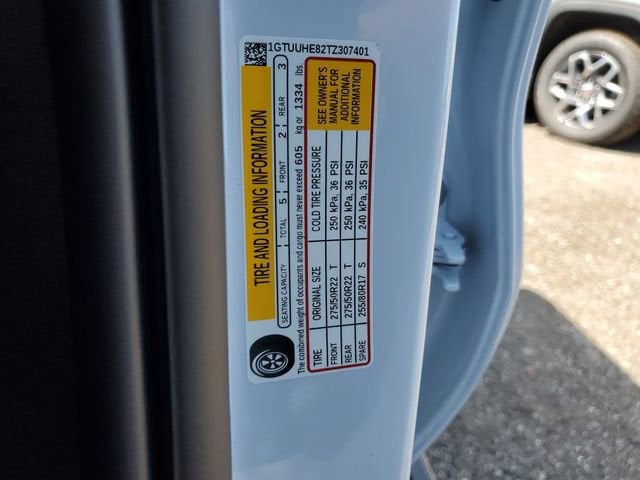 1GTUUHE82TZ307401
TIRE AND LOADING INFORMATION
SEATING CAPACITY TOTAL 5 FRONT 2 REAR 3
The combined weight of occupants and cargo must never exceed 605 kg or 1334 lbs.
TIRE ORIGINAL SIZE COLD TIRE PRESSURE
FRONT 275/50R22 T 250 kPa, 36 PSI
REAR 275/50R22 T 250 kPa, 36 PSI
SPARE 255/80R17 S 240 kPa, 35 PSI
SEE OWNER'S
MANUAL FOR
ADDITIONAL
INFORMATION